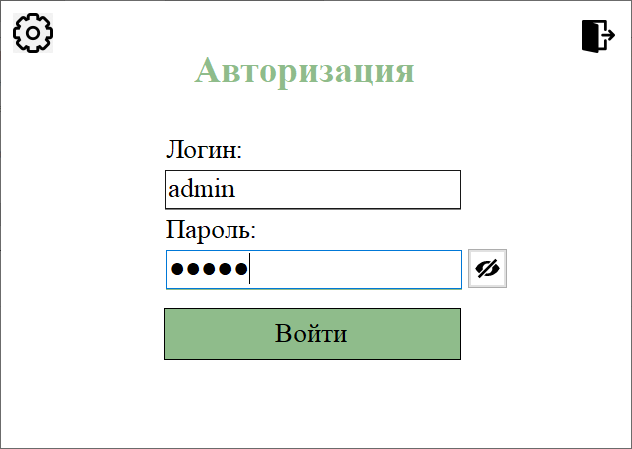 Авторизация
Логин:
admin
Пароль:
●●●●●
Войти